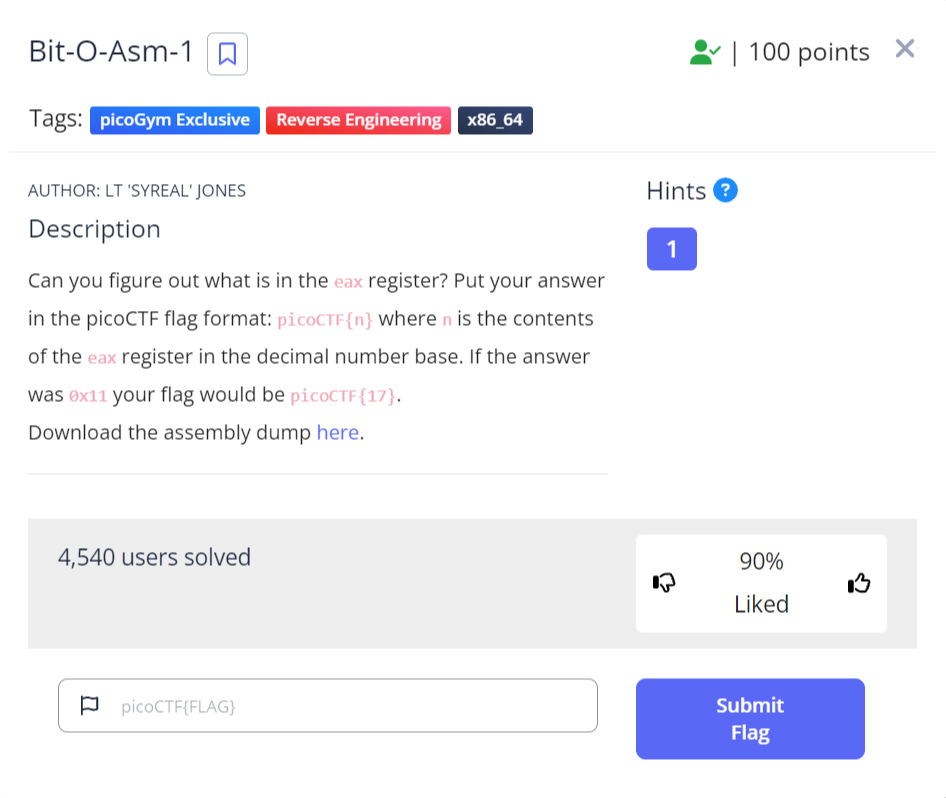 Bit-O-Asm-1
| 100 points
Tags: picoGym Exclusive Reverse Engineering x86_64
AUTHOR: LT 'SYREAL' JONES
Description
Can you figure out what is in the eax register? Put your answer
in the picoCTF flag format: picoCTF{n} where n is the contents
of the eax register in the decimal number base. If the answer
was 0x11 your flag would be picoCTF{17}.
Download the assembly dump here.
Hints ?
1
4,540 users solved
90%
Liked
picoCTF{FLAG}
Submit
Flag